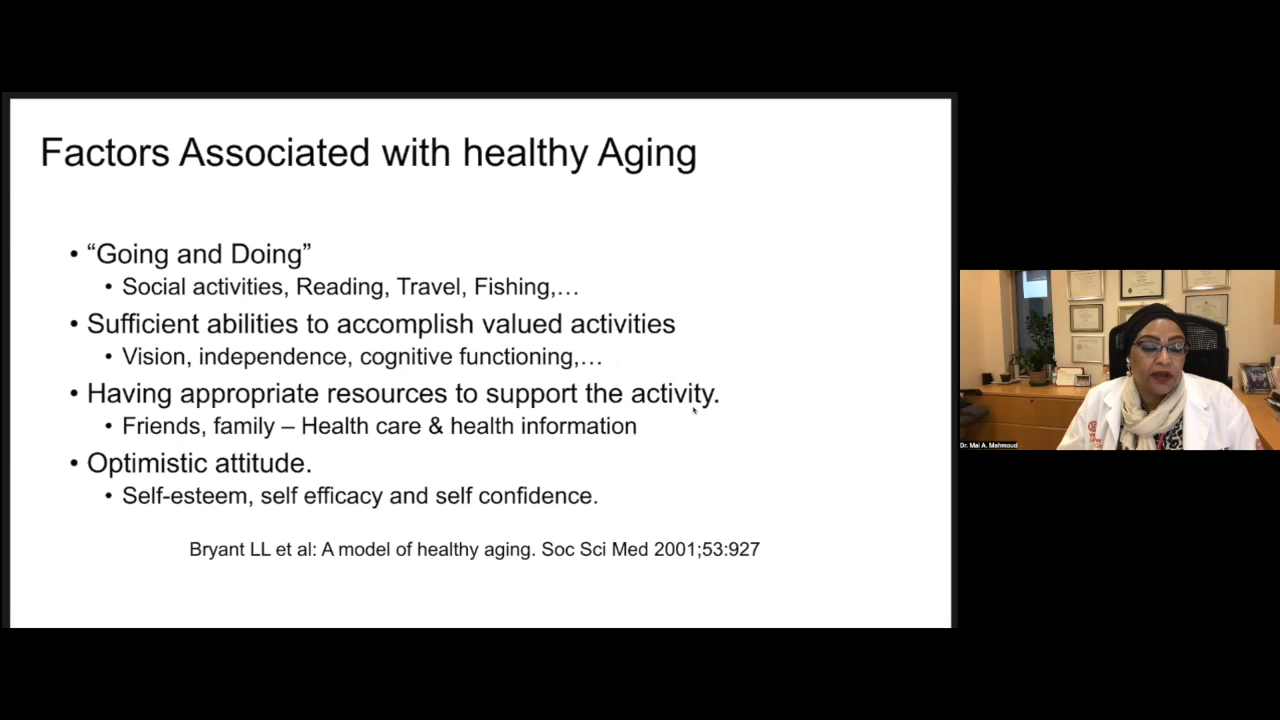 Factors Associated with healthy Aging
• “Going and Doing”
• Social activities, Reading, Travel, Fishing,…
• Sufficient abilities to accomplish valued activities
• Vision, independence, cognitive functioning,…
• Having appropriate resources to support the activity.
• Friends, family – Health care & health information
• Optimistic attitude.
• Self-esteem, self efficacy and self confidence.
Bryant LL et al: A model of healthy aging. Soc Sci Med 2001;53:927
Dr. Mai A. Mahmoud